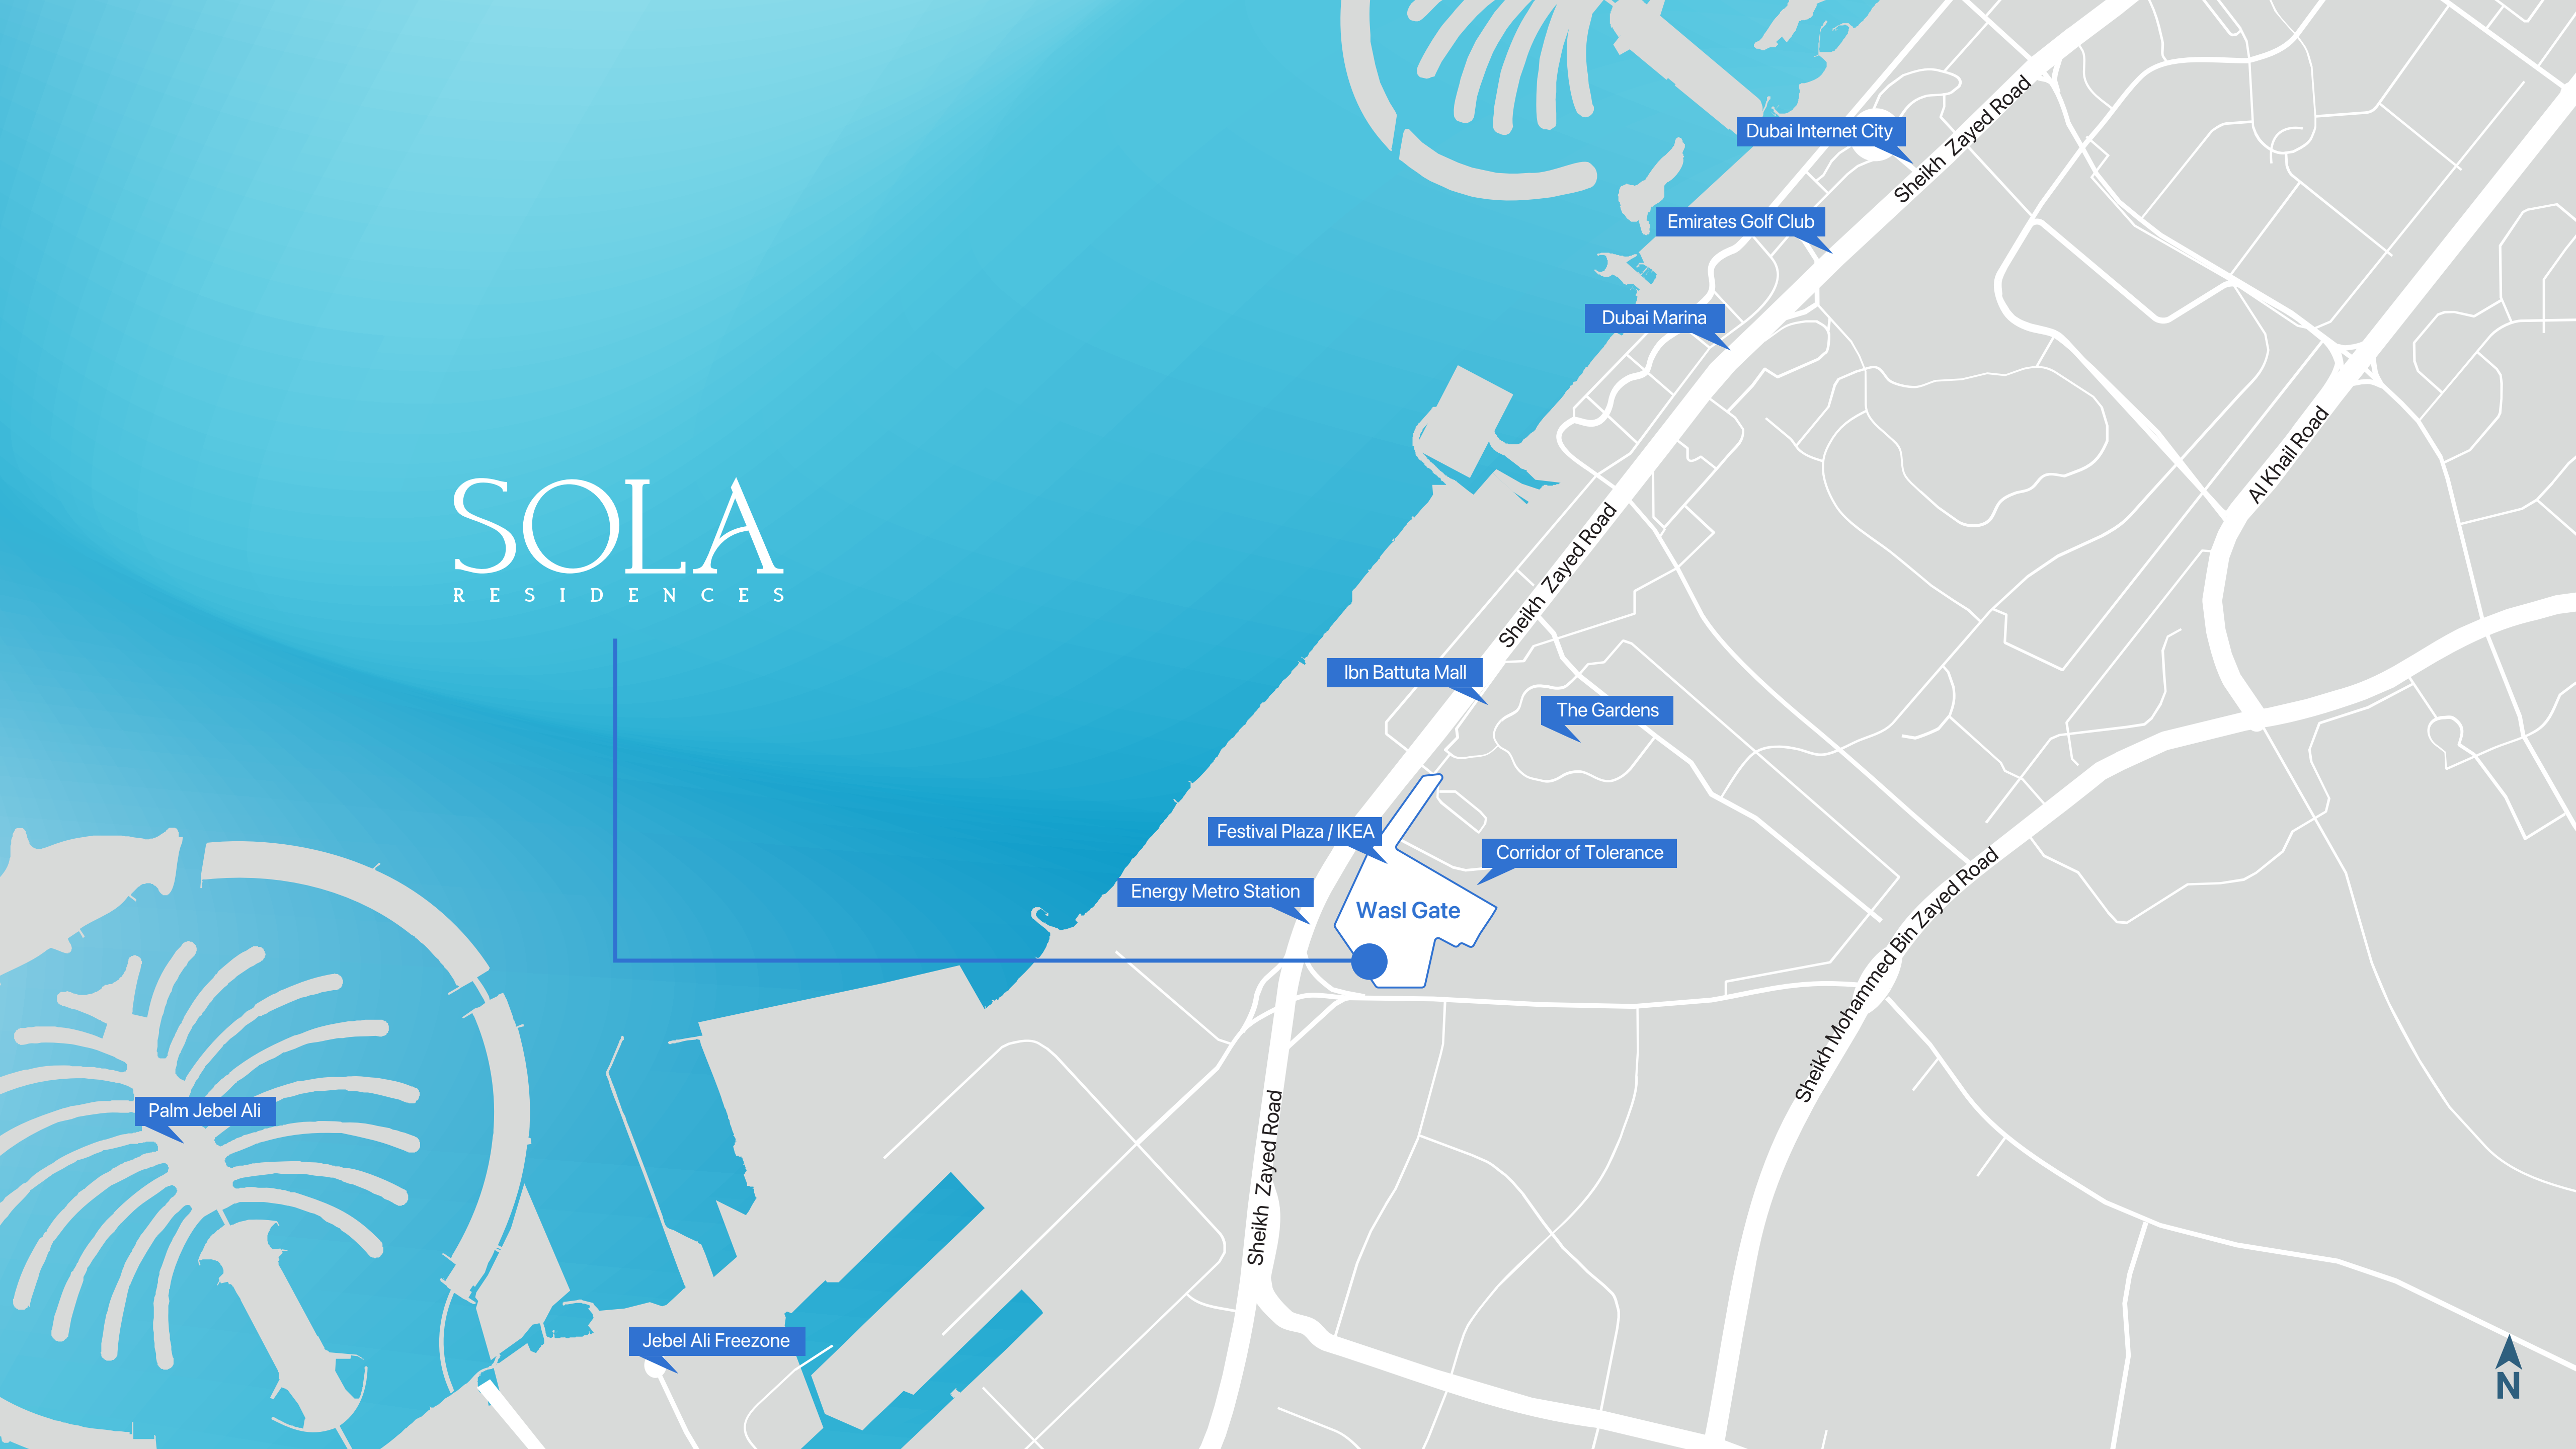 Dubai Internet City
Sheikh Zayed Road
Emirates Golf Club
Dubai Marina
Al Khail Road
SOLA
RESIDENCES
Sheikh Zayed Road
Ibn Battuta Mall
The Gardens
Festival Plaza / IKEA
Corridor of Tolerance
Energy Metro Station
Wasl Gate
Sheikh Mohammed Bin Zayed Road
Palm Jebel Ali
Sheikh Zayed Road
Jebel Ali Freezone
N